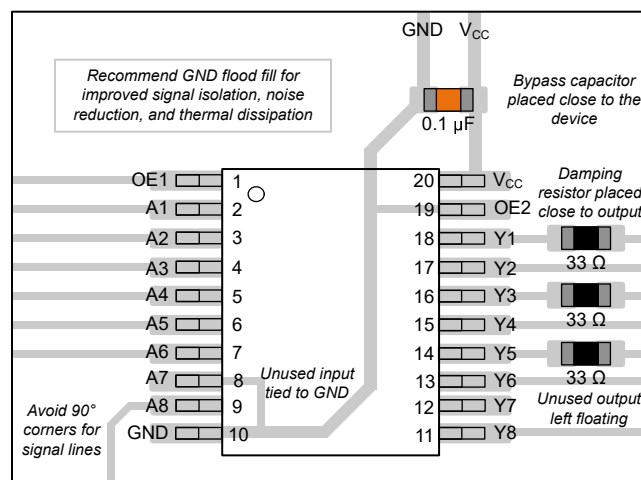 GND VCC
Recommend GND flood fill for
improved signal isolation, noise
reduction, and thermal dissipation
Bypass capacitor
placed close to the
device
0.1 μF
Damping
resistor placed
close to output
OE1 1 20 VCC
A1 2 19 OE2
A2 3 18 Y1
33 Ω
A3 4 17 Y2
A4 5 16 Y3
33 Ω
A5 6 15 Y4
A6 7 14 Y5
33 Ω
A7 8 13 Y6
A8 9 12 Y7
GND 10 11 Y8
Unused input
tied to GND
Unused output
left floating
Avoid 90°
corners for
signal lines